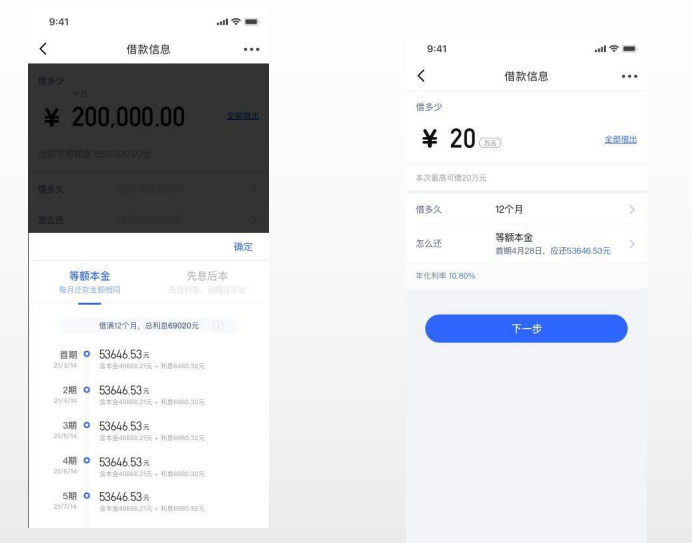 9:41
借款信息
借多少
十万
¥ 200,000.00
全部借出
当前可用额度 650,000.00元
借多久
怎么还
确定
等额本金
每月还款金额相同
先息后本
先还利息，到期还本金
借满12个月，总利息69020元
首期
53646.53元
21/3/14
含本金46666.21元 + 利息6980.32元
2期
53646.53元
21/4/14
含本金46666.21元 + 利息6980.32元
3期
53646.53元
21/5/14
含本金46666.21元 + 利息6980.32元
4期
53646.53元
21/6/14
含本金46666.21元 + 利息6980.32元
5期
53646.53元
21/7/14
含本金46666.21元 + 利息6980.32元
9:41
借款信息
借多少
¥ 20 万元
全部借出
本次最高可借20万元
借多久
12个月
怎么还
等额本金
首期4月28日，应还53646.53元
年化利率 10.80%
下一步